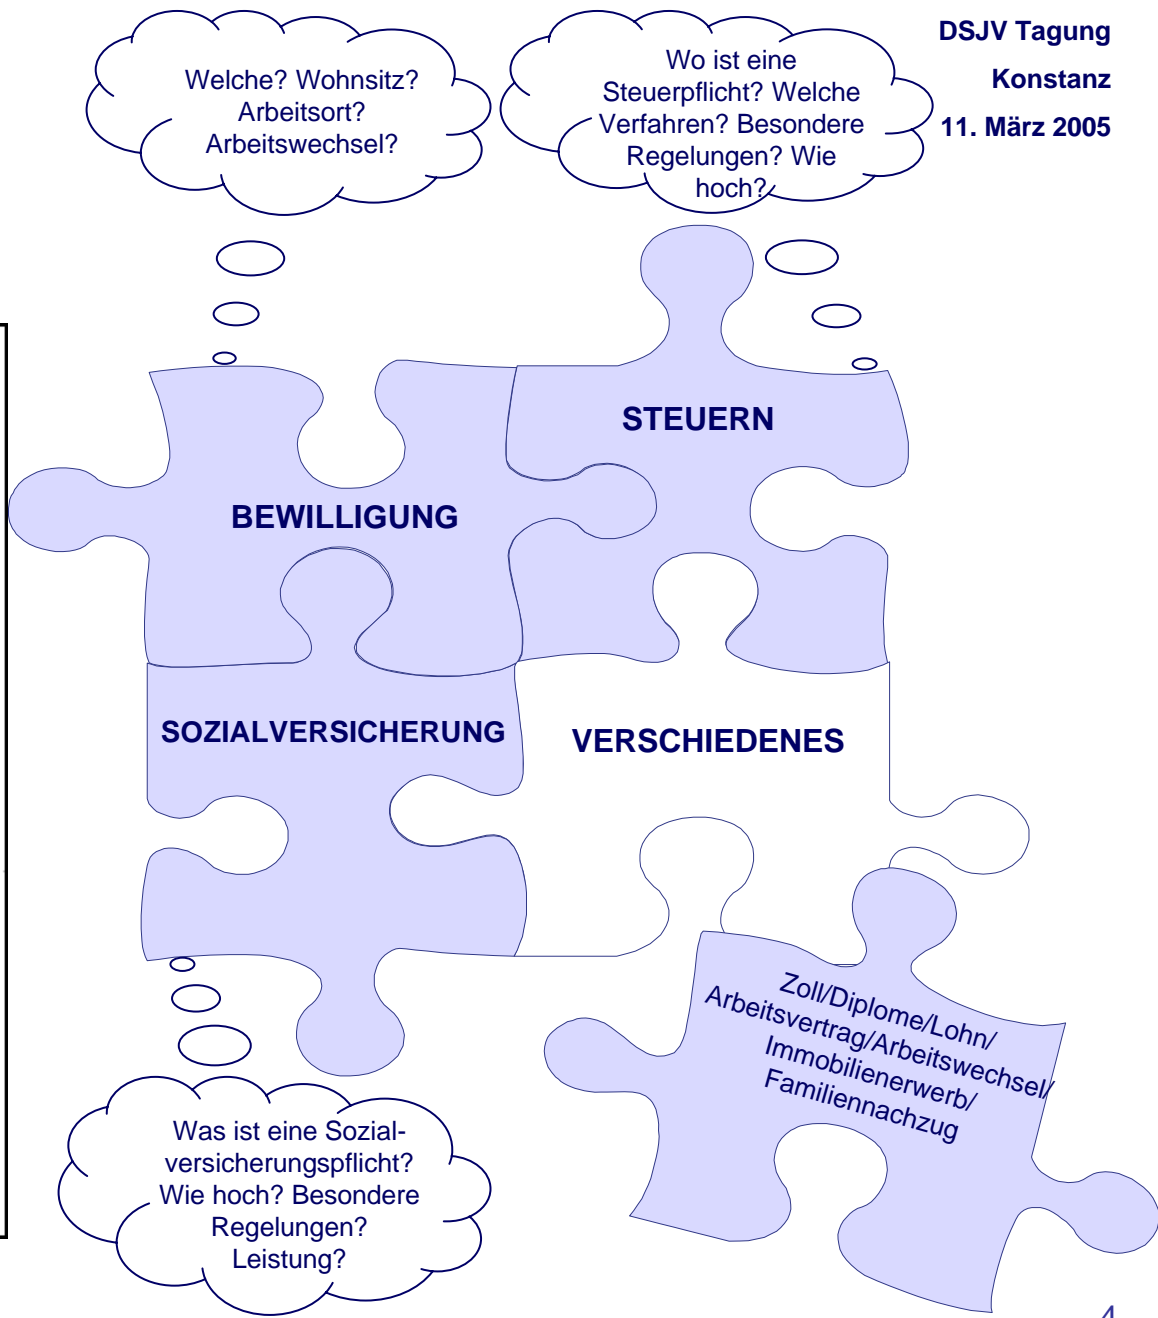 DSJV Tagung
Konstanz
11. März 2005
Welche? Wohnsitz?
Arbeitsort?
Arbeitswechsel?
Wo ist eine
Steuerpflicht? Welche
Verfahren? Besondere
Regelungen? Wie
hoch?
STEUERN
BEWILLIGUNG
SOZIALVERSICHERUNG
VERSCHIEDENES
Zoll/Diplome/Lohn/
Arbeitsvertrag/Arbeitswechsel/
Immobilienerwerb/
Familiennachzug
Was ist eine Sozial-
versicherungspflicht?
Wie hoch? Besondere
Regelungen?
Leistung?
4